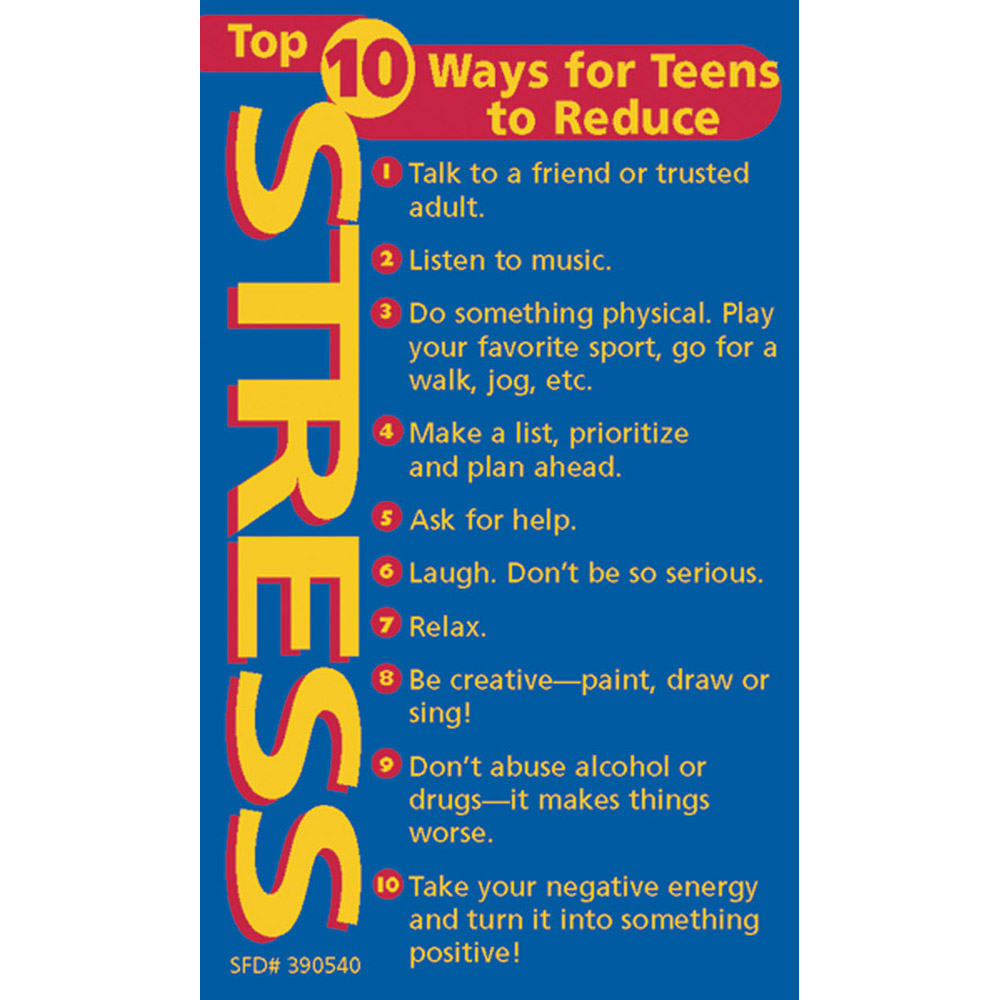 Top 10 Ways for Teens
to Reduce
STRESS
1 Talk to a friend or trusted
adult.
2 Listen to music.
3 Do something physical. Play
your favorite sport, go for a
walk, jog, etc.
4 Make a list, prioritize
and plan ahead.
5 Ask for help.
6 Laugh. Don't be so serious.
7 Relax.
8 Be creative—paint, draw or
sing!
9 Don't abuse alcohol or
drugs—it makes things
worse.
10 Take your negative energy
and turn it into something
positive!
SFD# 390540